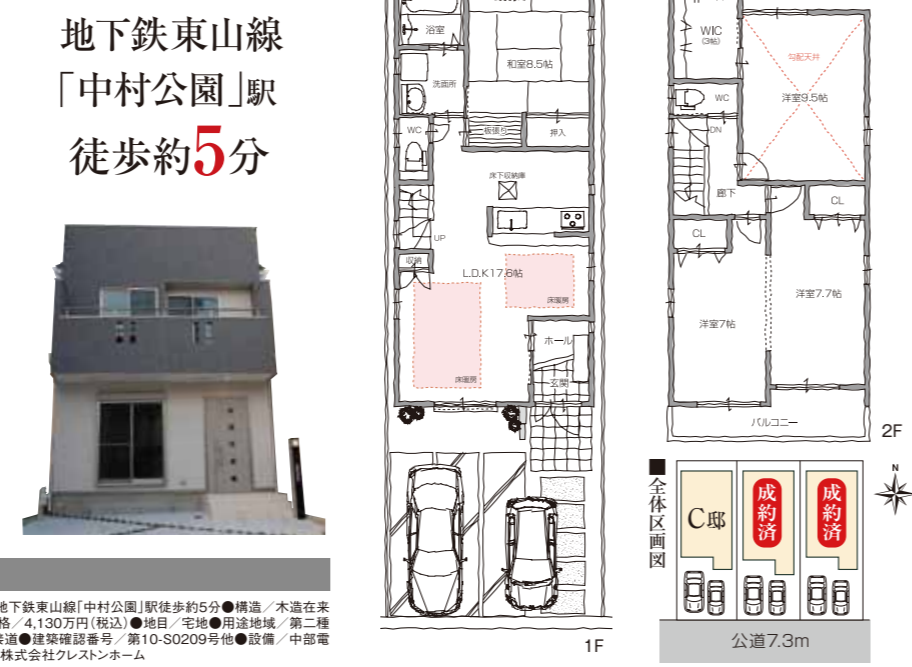 地下鉄東山線
「中村公園」駅
徒歩約5分
浴室
和室8.5帖
洗面所
WC
板張り
押入
床下収納庫
UP
収納
L.D.K17.6帖
床暖房
床暖房
ホール
玄関
1F
WIC
(3帖)
勾配天井
洋室9.5帖
WC
DN
廊下
CL
CL
洋室7.7帖
洋室7帖
バルコニー
2F
■全体区画図
C邸
成約済
成約済
N
公道7.3m
地下鉄東山線「中村公園」駅徒歩約5分●構造／木造在来
格／4,130万円(税込)●地目／宅地●用途地域／第二種
道●建築確認番号／第10-S0209号他●設備／中部電
株式会社クレストンホーム